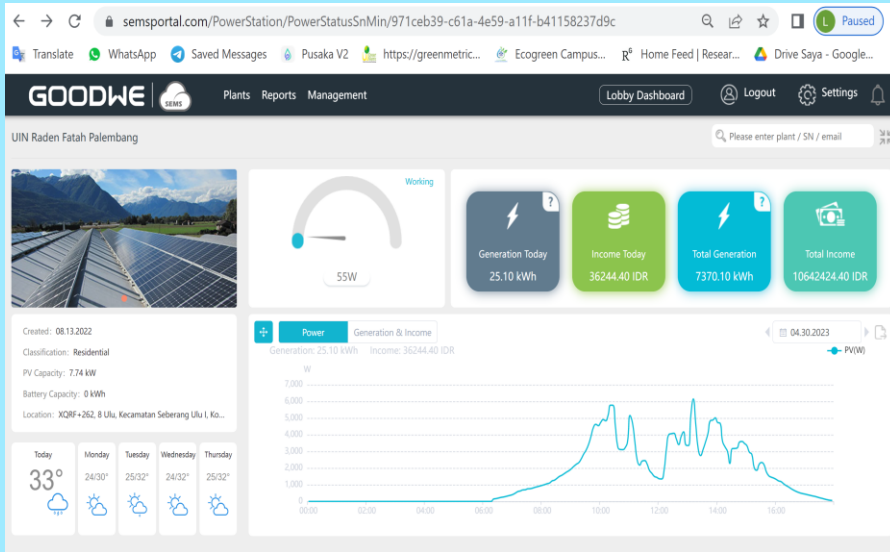 semsportal.com/PowerStation/PowerStatusSnMin/971ceb39-c61a-4e59-a11f-b41158237d9c
L Paused
Translate WhatsApp Saved Messages Pusaka V2 https://greenmetric... Ecogreen Campus... R⁶ Home Feed | Resear... Drive Saya - Google...
GOODWE SEMS Plants Reports Management Lobby Dashboard Logout Settings
UIN Raden Fatah Palembang
Please enter plant / SN / email
Working
55W
? ?
Generation Today Income Today Total Generation Total Income
25.10 kWh 36244.40 IDR 7370.10 kWh 10642424.40 IDR
Created: 08.13.2022
Classification: Residential
PV Capacity: 7.74 kW
Battery Capacity: 0 kWh
Location: XQRF+262, 8 Ulu, Kecamatan Seberang Ulu I, Ko...
Power Generation & Income
04.30.2023
Generation: 25.10 kWh Income: 36244.40 IDR
PV(W)
W
7,000
6,000
5,000
4,000
3,000
2,000
1,000
0
00:00 02:00 04:00 06:00 08:00 10:00 12:00 14:00 16:00
Today Monday Tuesday Wednesday Thursday
33° 24/30° 25/32° 24/32° 25/32°